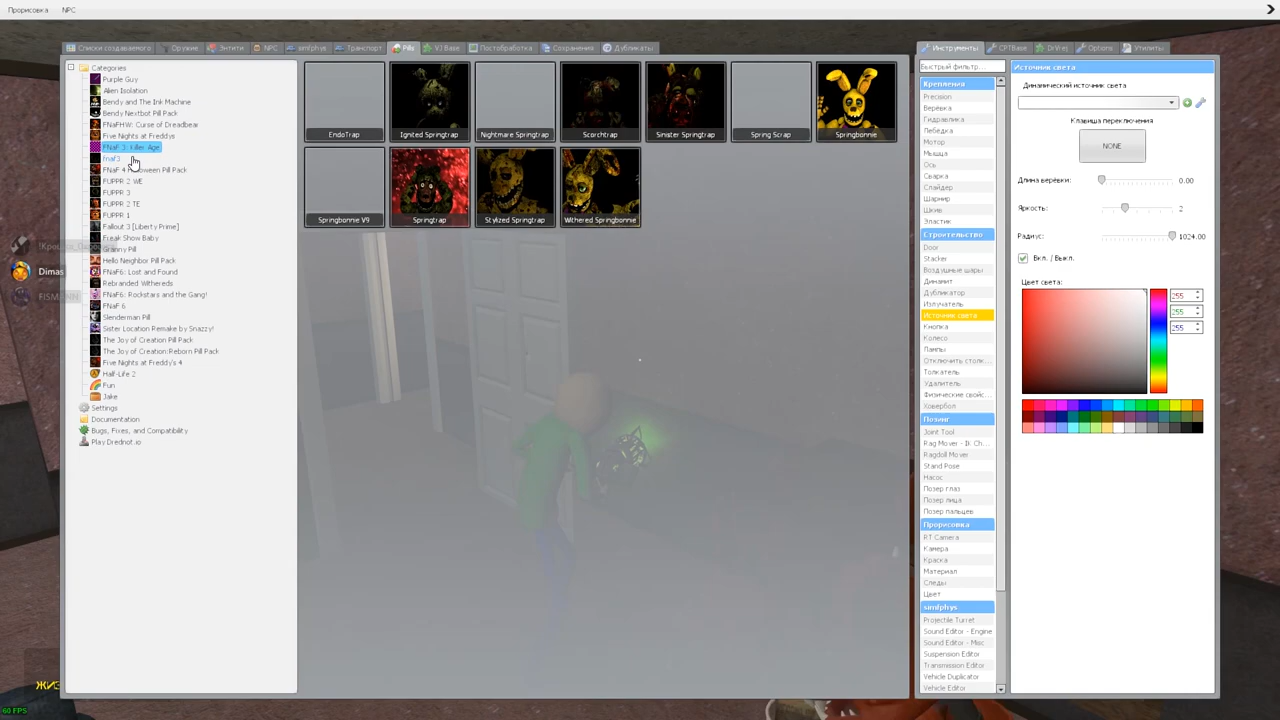 Прорисовка NPC
Списки создаваемого Оружие Энтити NPC simfphys Транспорт Pills VJ Base Постобработка Сохранения Дубликаты
Categories
Purple Guy
Alien Isolation
Bendy and The Ink Machine
Bendy Nextbot Pill Pack
FNaFHW: Curse of Dreadbear
Five Nights at Freddys
FNaF 3: Killer Age
fnaf3
FNaF 4 Halloween Pill Pack
FUPPR 2 WE
FUPPR 3
FUPPR 2 TE
FUPPR 1
Fallout 3 [Liberty Prime]
Freak Show Baby
Granny Pill
Hello Neighbor Pill Pack
FNaF6: Lost and Found
Rebranded Withereds
FNaF6: Rockstars and the Gang!
FNaF 6
Slenderman Pill
Sister Location Remake by Snazzy!
The Joy of Creation Pill Pack
The Joy of Creation:Reborn Pill Pack
Five Nights at Freddy's 4
Half-Life 2
Fun
Jake
Settings
Documentation
Bugs, Fixes, and Compatibility
Play Drednot.io
Dimas
FISMANN
ЖИЗ
60 FPS
EndoTrap Ignited Springtrap Nightmare Springtrap Scorchtrap Sinister Springtrap Spring Scrap Springbonnie
Springbonnie V9 Springtrap Stylized Springtrap Withered Springbonnie
Инструменты CPTBase DrVrej Options Утилиты
Быстрый фильтр...
Крепления
Precision
Верёвка
Гидравлика
Лебёдка
Мотор
Мышца
Ось
Сварка
Слайдер
Шарнир
Шкив
Эластик
Строительство
Door
Stacker
Воздушные шары
Динамит
Дубликатор
Излучатель
Источник света
Кнопка
Колесо
Лампы
Отключить столк...
Толкатель
Удалитель
Физические свойс...
Ховербол
Позинг
Joint Tool
Rag Mover - IK Ch...
Ragdoll Mover
Stand Pose
Насос
Позер глаз
Позер лица
Позер пальцев
Прорисовка
RT Camera
Камера
Краска
Материал
Следы
Цвет
simfphys
Projectile Turret
Sound Editor - Engine
Sound Editor - Misc
Suspension Editor
Transmission Editor
Vehicle Duplicator
Vehicle Editor
Источник света
Динамический источник света
Клавиша переключения
NONE
Длина верёвки: 0.00
Яркость: 2
Радиус: 1024.00
Вкл. / Выкл.
Цвет света:
255
255
255